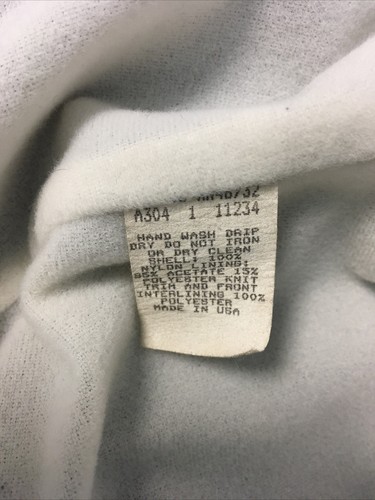 A304 1 11234
HAND WASH DRIP
DRY DO NOT IRON
OR DRY CLEAN
SHELL: 100%
NYLON LINING:
85% ACETATE 15%
POLYESTER KNIT
TRIM AND FRONT
INTERLINING 100%
POLYESTER
MADE IN USA